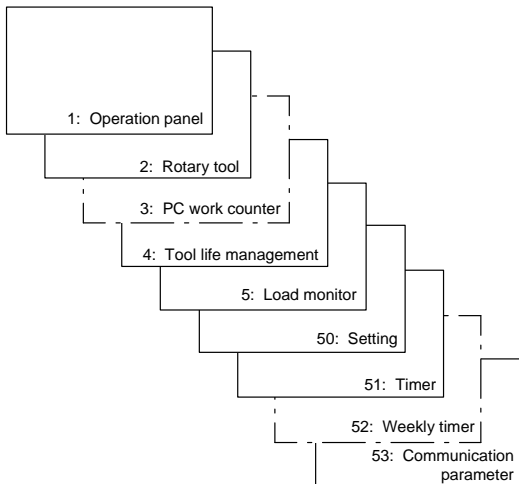 1: Operation panel
2: Rotary tool
3: PC work counter
4: Tool life management
5: Load monitor
50: Setting
51: Timer
52: Weekly timer
53: Communication
parameter